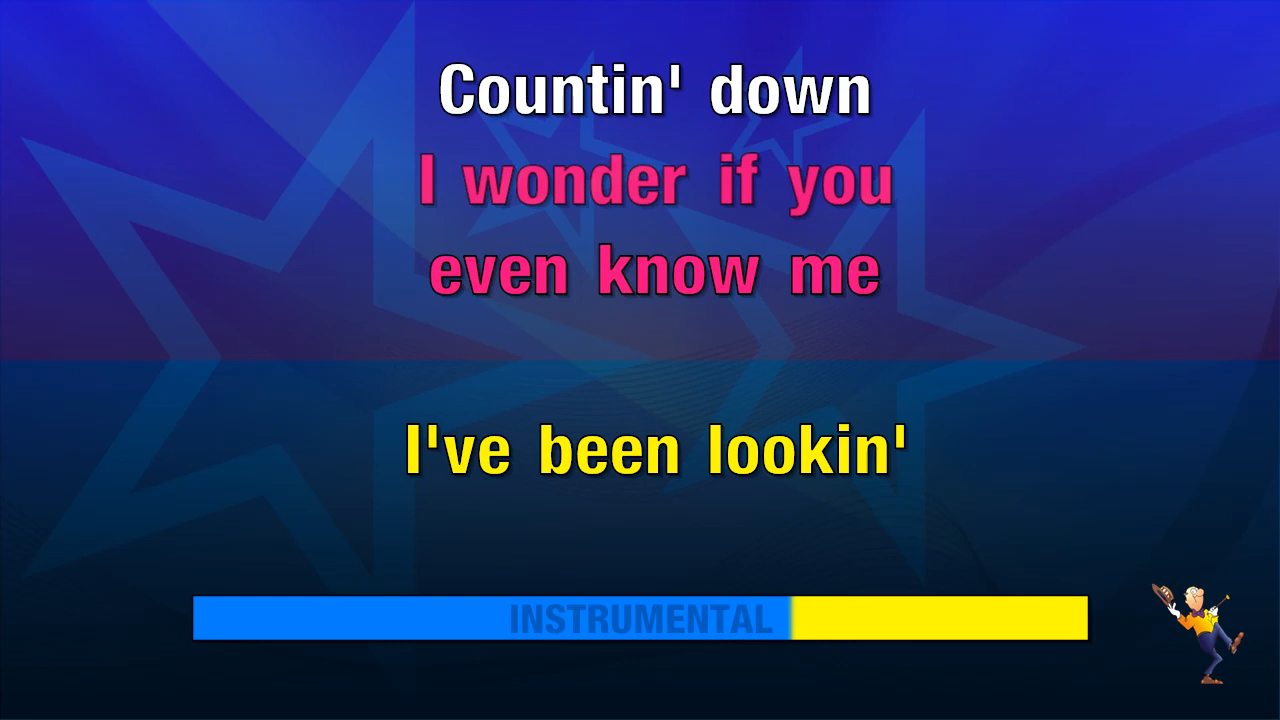 Countin' down
I wonder if you
even know me
I've been lookin'
INSTRUMENTAL